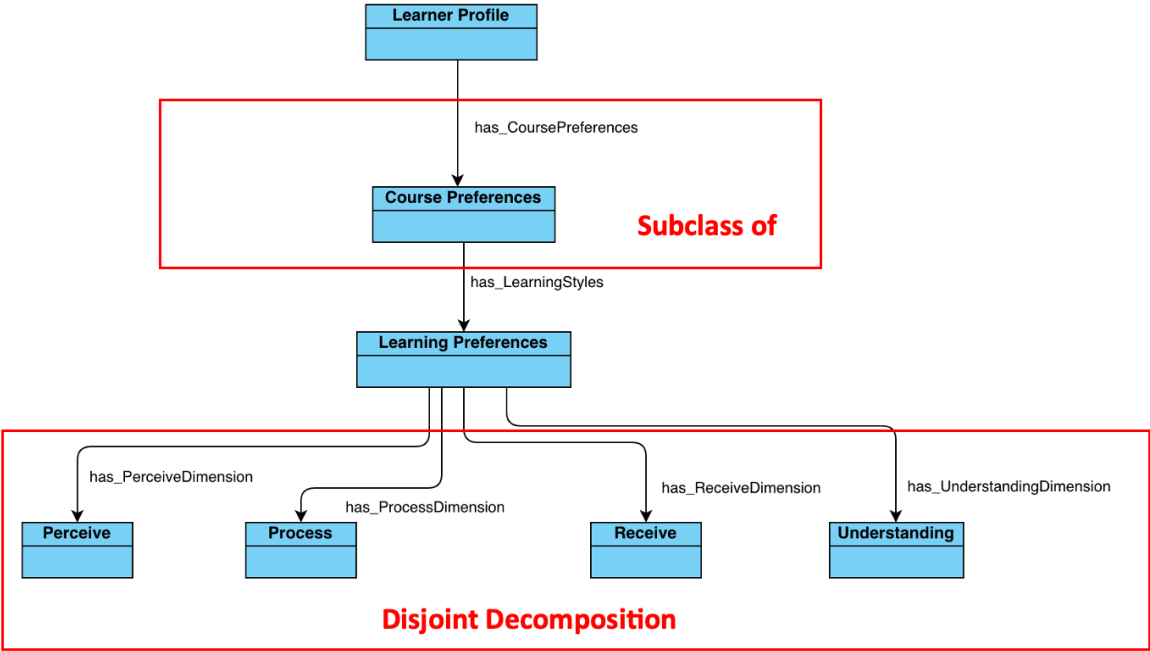 Learner Profile
has_CoursePreferences
Course Preferences
Subclass of
has_LearningStyles
Learning Preferences
has_PerceiveDimension
has_ProcessDimension
has_ReceiveDimension
has_UnderstandingDimension
Perceive
Process
Receive
Understanding
Disjoint Decomposition